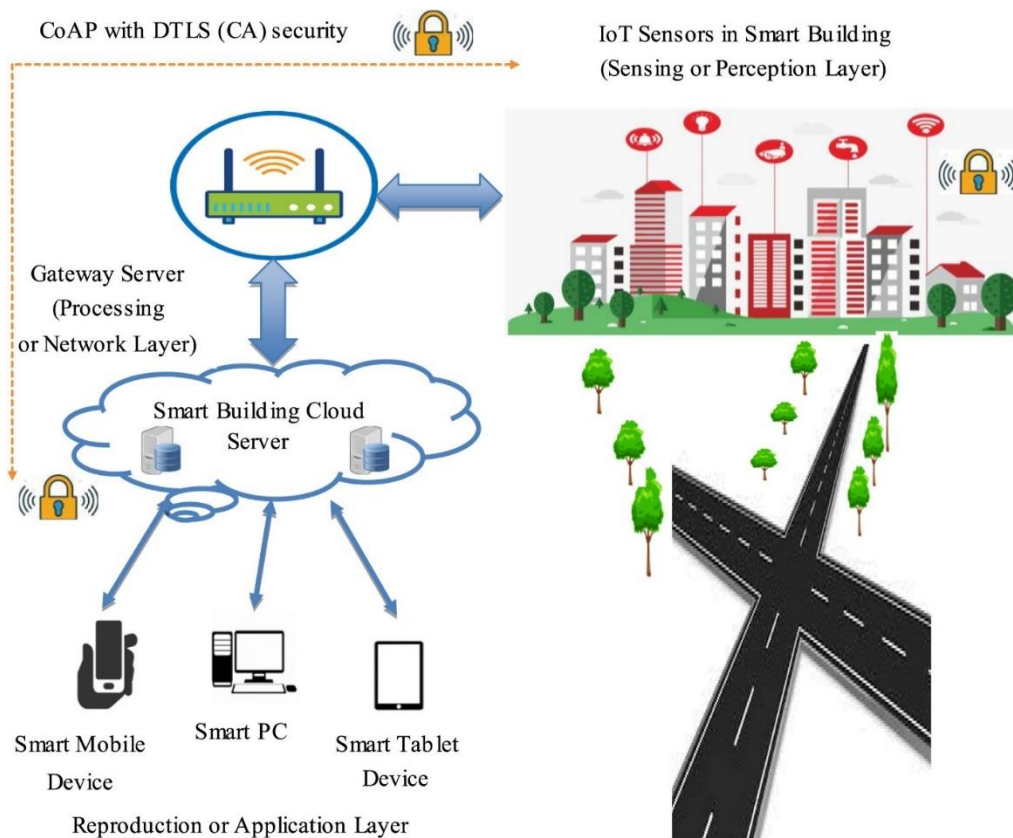 CoAP with DTLS (CA) security
IoT Sensors in Smart Building
(Sensing or Perception Layer)
Gateway Server
(Processing
or Network Layer)
Smart Building Cloud
Server
Smart Mobile
Device
Smart PC
Smart Tablet
Device
Reproduction or Application Layer